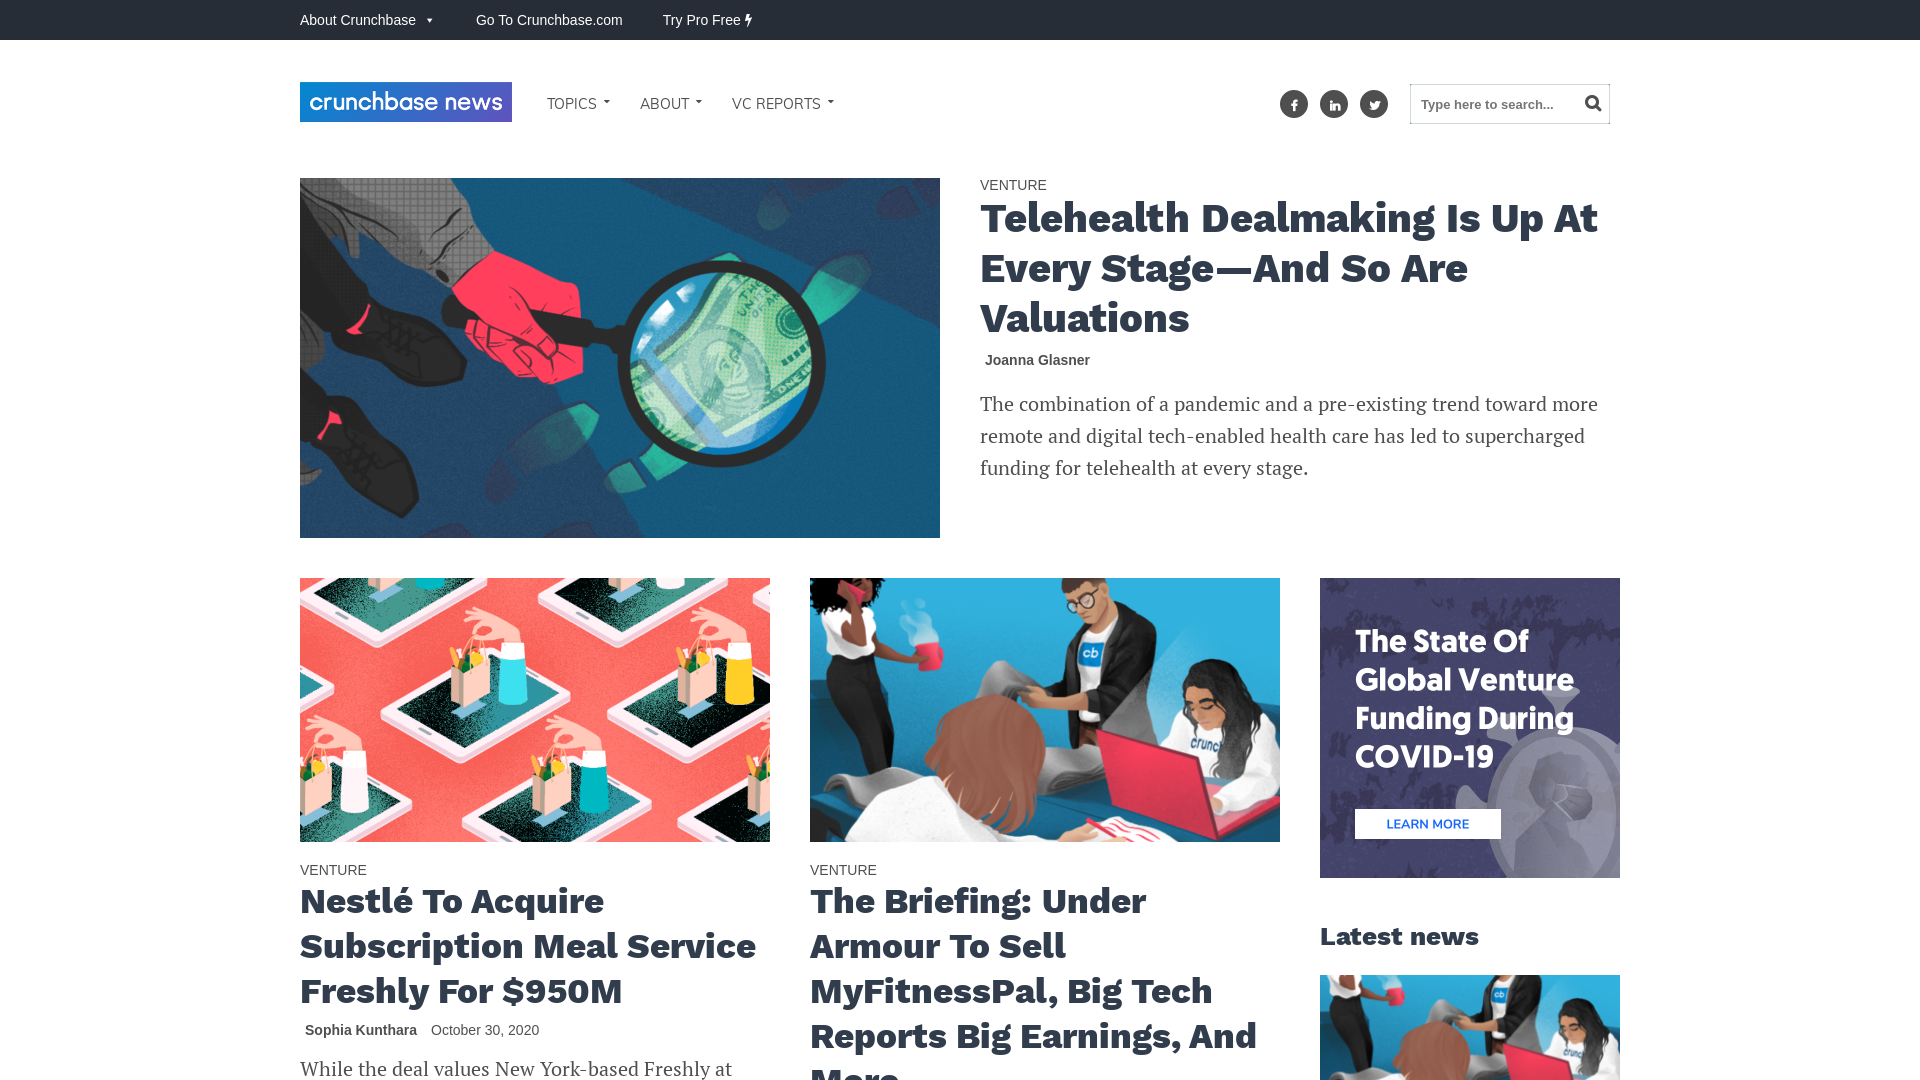 About Crunchbase
Go To Crunchbase.com
Try Pro Free
crunchbase news
TOPICS
ABOUT
VC REPORTS
Type here to search...
VENTURE
Telehealth Dealmaking Is Up At
Every Stage—And So Are
Valuations
Joanna Glasner
The combination of a pandemic and a pre-existing trend toward more
remote and digital tech-enabled health care has led to supercharged
funding for telehealth at every stage.
VENTURE
Nestlé To Acquire
Subscription Meal Service
Freshly For $950M
Sophia Kunthara October 30, 2020
While the deal values New York-based Freshly at
cb
crunch
VENTURE
The Briefing: Under
Armour To Sell
MyFitnessPal, Big Tech
Reports Big Earnings, And
More
The State Of
Global Venture
Funding During
COVID-19
LEARN MORE
Latest news
cb
crunch